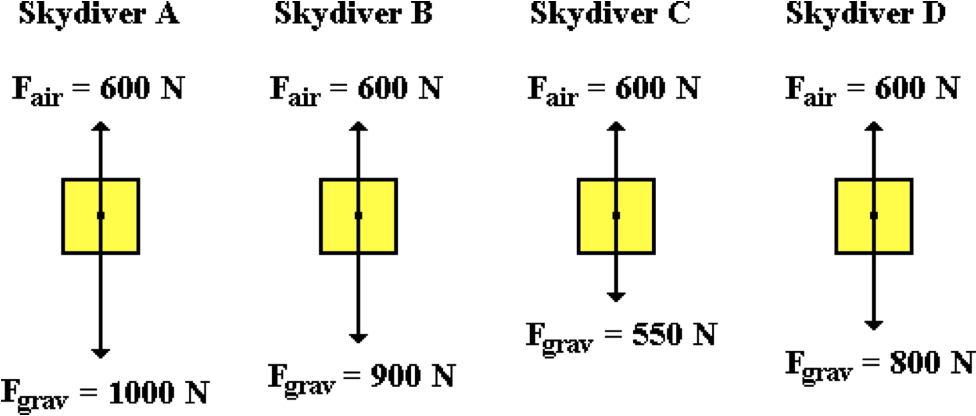 Skydiver A Skydiver B Skydiver C Skydiver D
Fair = 600 N Fair = 600 N Fair = 600 N Fair = 600 N
Fgrav = 1000 N Fgrav = 900 N Fgrav = 550 N Fgrav = 800 N